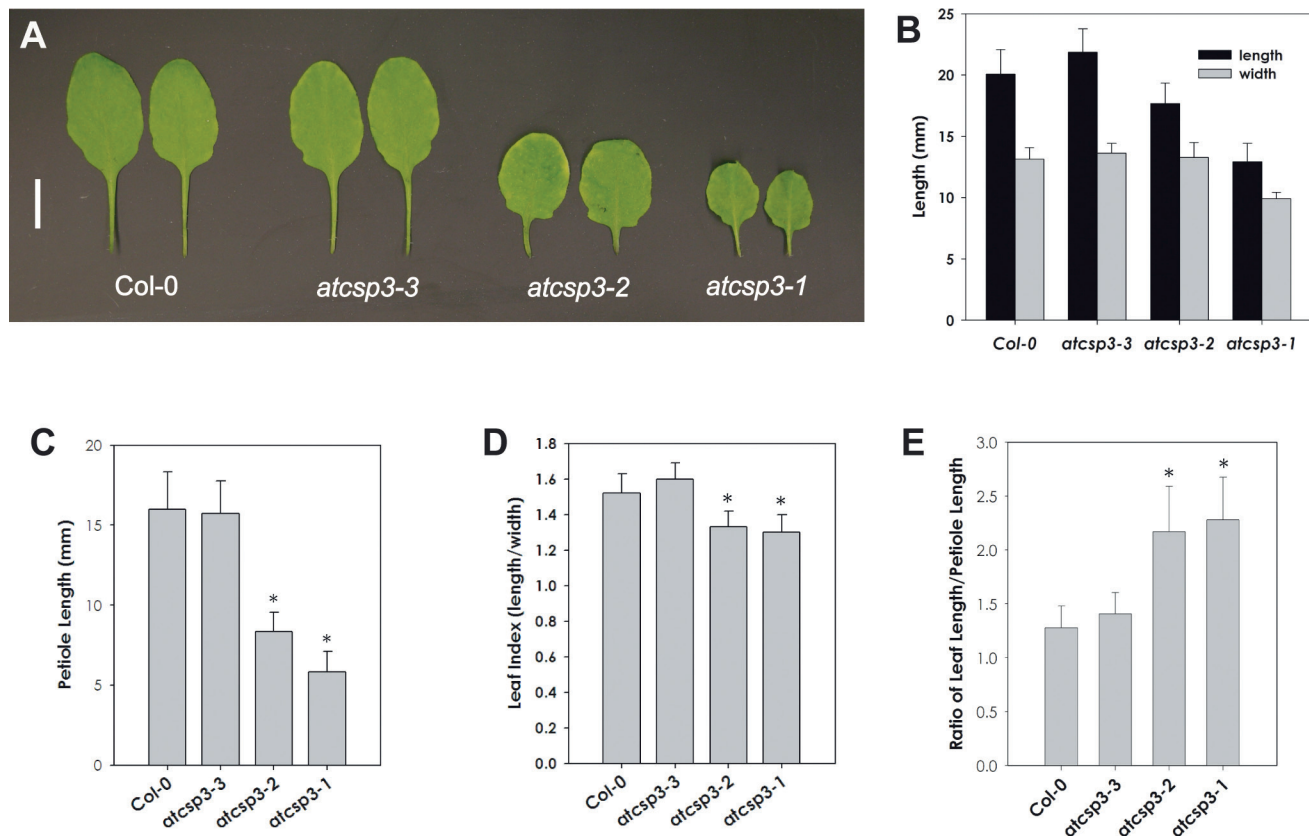 A
Col-0
atcsp3-3
atcsp3-2
atcsp3-1
B
Length (mm)
25
20
15
10
5
0
length
width
Col-0
atcsp3-3
atcsp3-2
atcsp3-1
C
Petiole Length (mm)
20
15
10
5
0
*
*
Col-0
atcsp3-3
atcsp3-2
atcsp3-1
D
Leaf Index (length/width)
1.8
1.6
1.4
1.2
1.0
0.8
0.6
0.4
0.2
0.0
*
*
Col-0
atcsp3-3
atcsp3-2
atcsp3-1
E
Ratio of Leaf Length/Petiole Length
3.0
2.5
2.0
1.5
1.0
0.5
0.0
*
*
Col-0
atcsp3-3
atcsp3-2
atcsp3-1